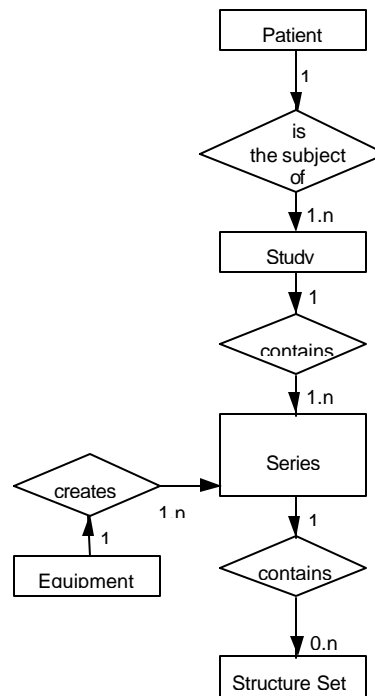 Patient
1
is
the subject
of
1.n
Study
1
contains
1.n
Series
creates
1.n
1
1
Equipment
contains
0.n
Structure Set